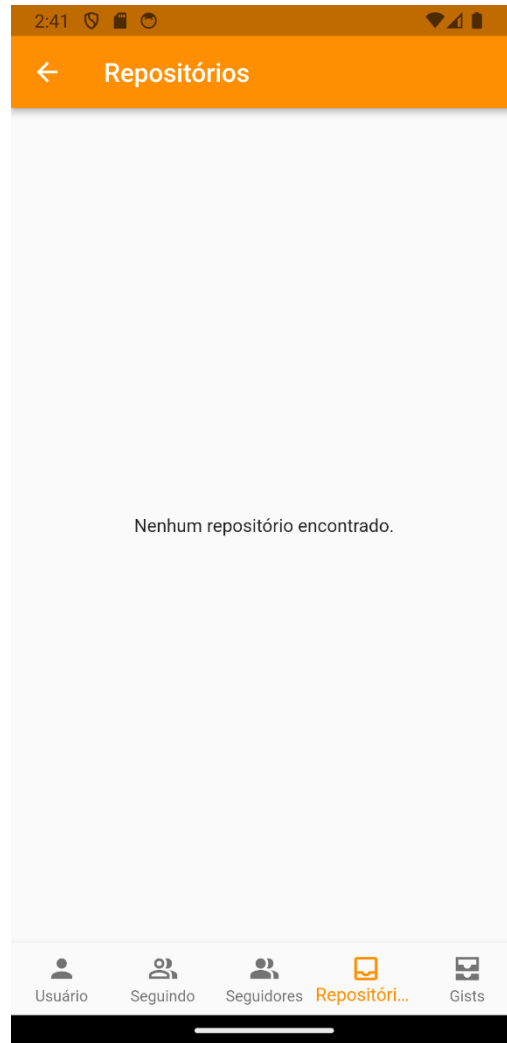 2:41
Repositórios
Nenhum repositório encontrado.
Usuário
Seguindo
Seguidores
Repositóri...
Gists